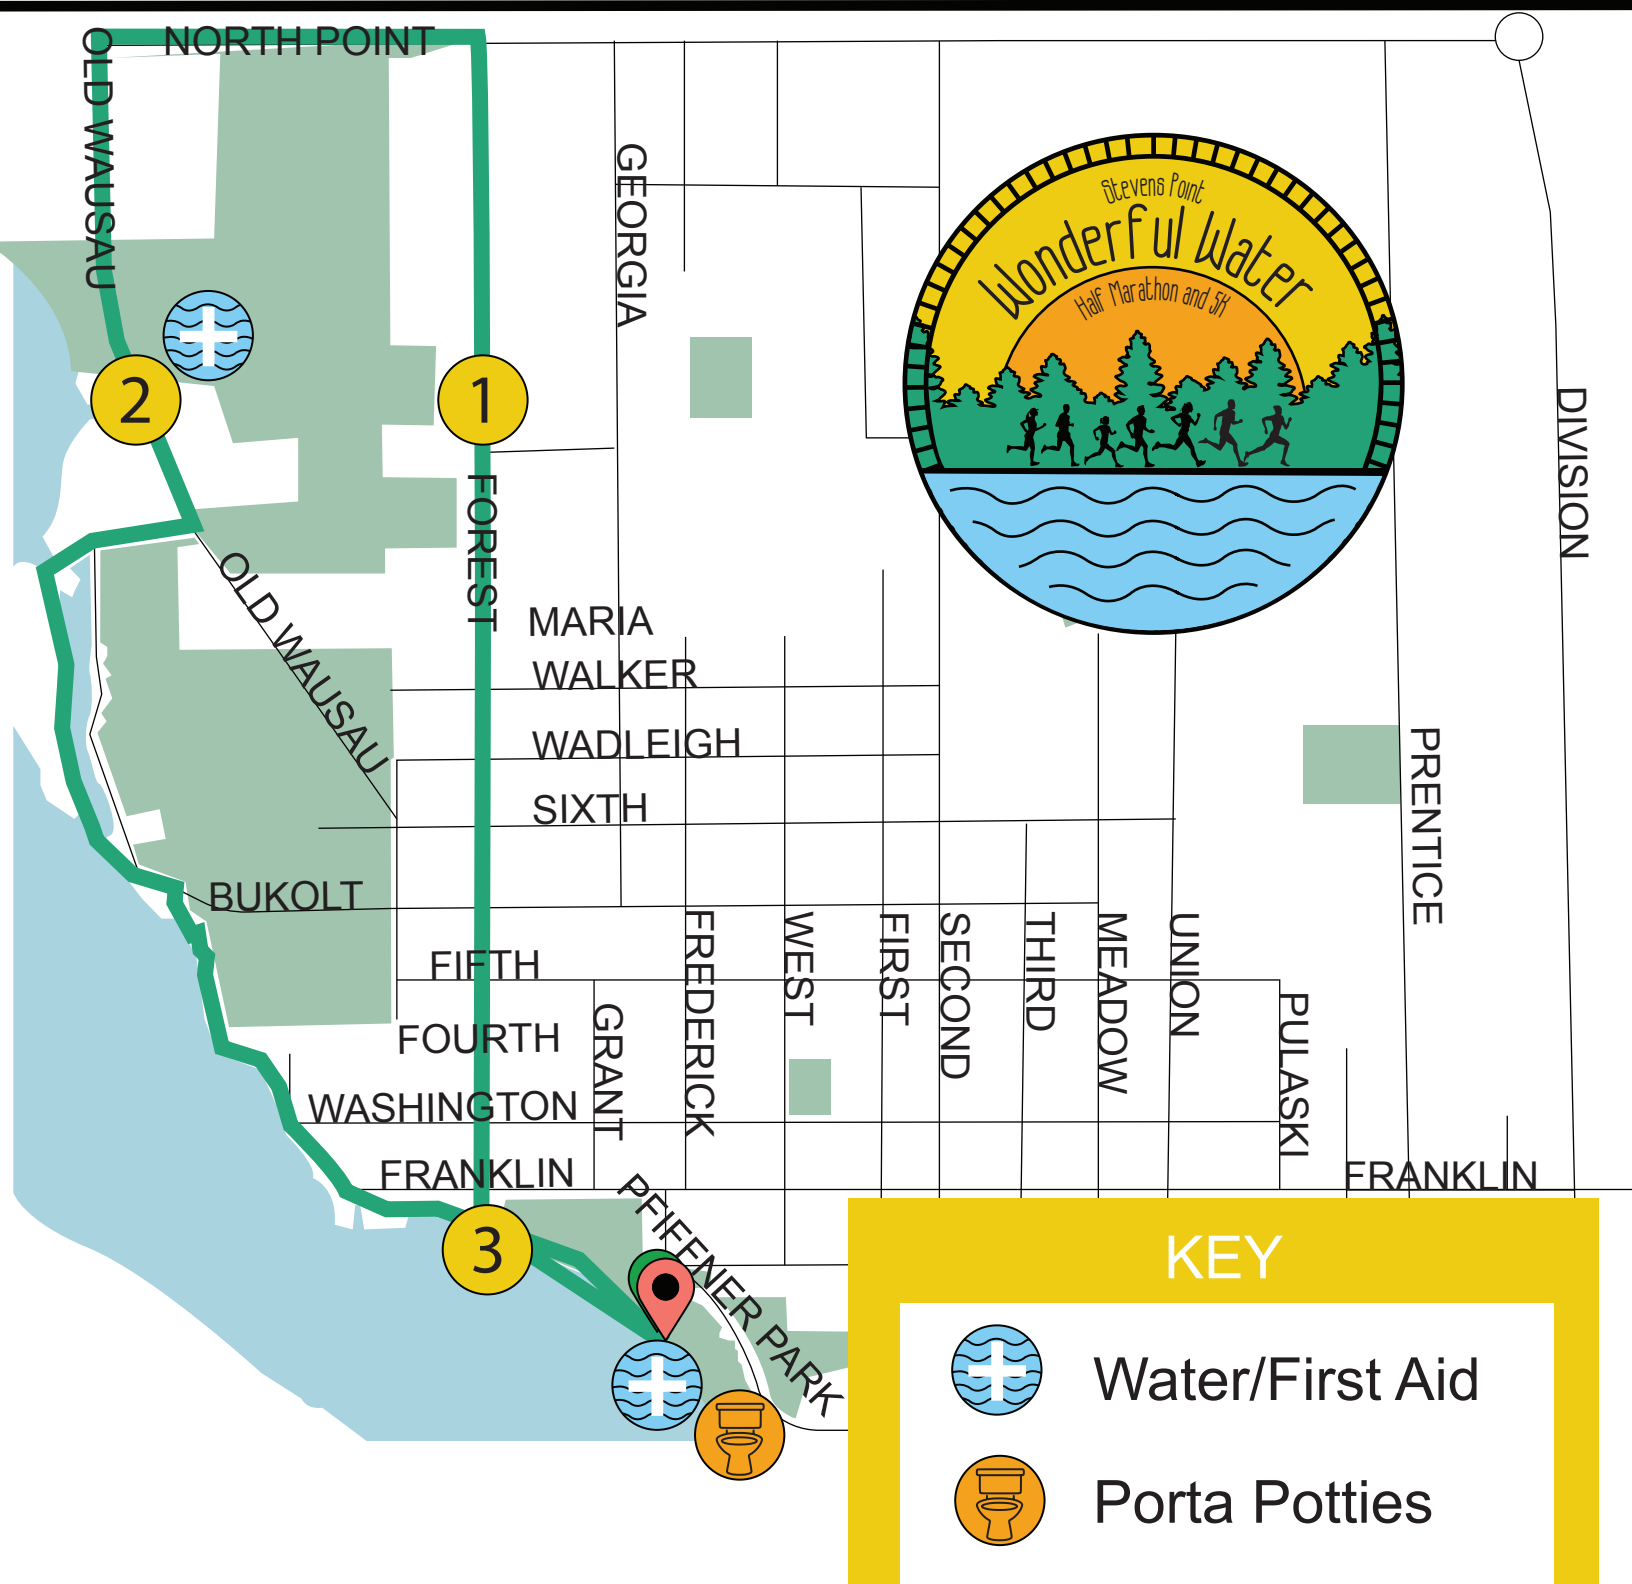 NORTH POINT
OLD WAUSAU
GEORGIA
Stevens Point
Wonderful Water
Half Marathon and 5K
2
1
DIVISION
FOREST
OLD WAUSAU
MARIA
WALKER
WADLEIGH
SIXTH
PRENTICE
BUKOLT
FIFTH
FREDERICK
WEST
FIRST
SECOND
THIRD
MEADOW
UNION
PULASKI
GRANT
FOURTH
WASHINGTON
FRANKLIN
FRANKLIN
PFIFFNER PARK
3
KEY
Water/First Aid
Porta Potties